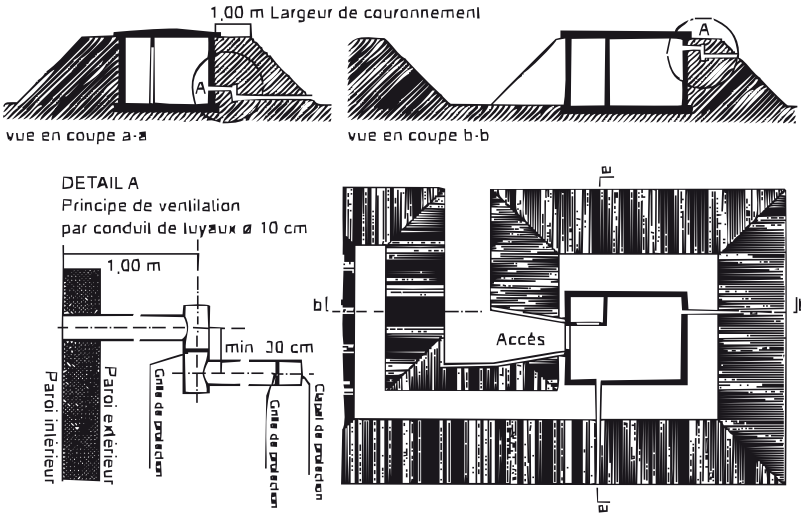 1,00 m Largeur de couronnement
A
A
vue en coupe a-a
vue en coupe b-b
DETAIL A
Principe de ventilation
par conduit de tuyaux ø 10 cm
1,00 m
min 30 cm
Paroi intérieur
Paroi extérieur
Grille de protection
Grille de protection
Clapet de protection
a
b
b
Accès
a